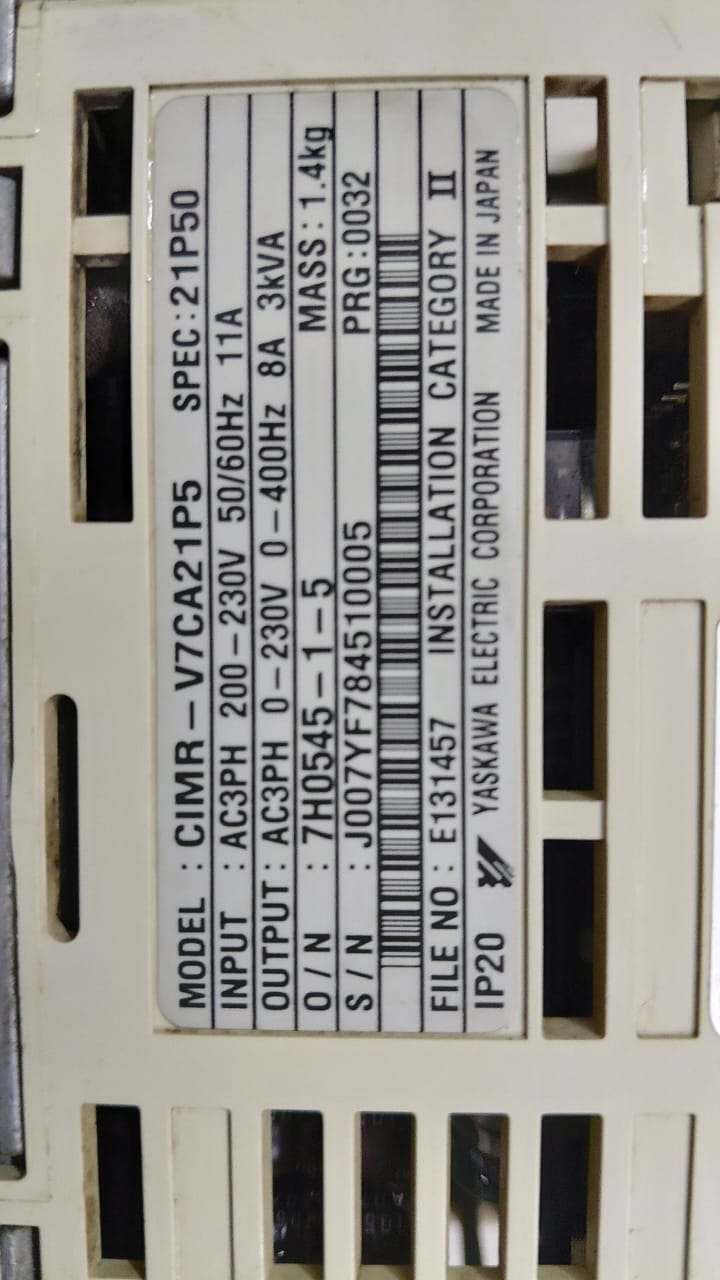 MODEL : CIMR-V7CA21P5 SPEC:21P50
INPUT : AC3PH 200-230V 50/60Hz 11A
OUTPUT: AC3PH 0-230V 0-400Hz 8A 3kVA
O/N : 7H0545-1-5 MASS:1.4kg
S/N : J007YF784510005 PRG:0032
FILE NO: E131457 INSTALLATION CATEGORY II
IP20 YASKAWA ELECTRIC CORPORATION MADE IN JAPAN